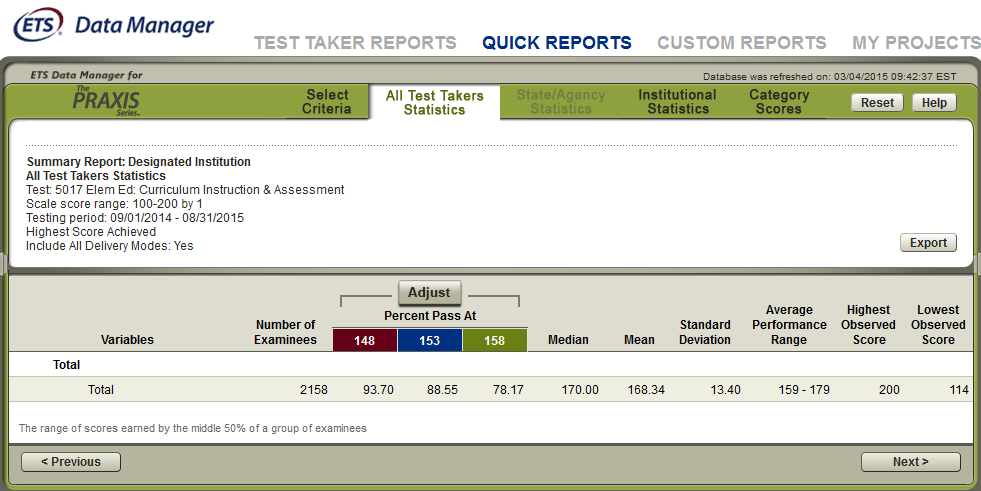 ETS® Data Manager
TEST TAKER REPORTS QUICK REPORTS CUSTOM REPORTS MY PROJECTS
ETS Data Manager for
Database was refreshed on: 03/04/2015 09:42:37 EST
The
PRAXIS
Series™
Select
Criteria
All Test Takers
Statistics
State/Agency
Statistics
Institutional
Statistics
Category
Scores
Reset
Help
Summary Report: Designated Institution
All Test Takers Statistics
Test: 5017 Elem Ed: Curriculum Instruction & Assessment
Scale score range: 100-200 by 1
Testing period: 09/01/2014 - 08/31/2015
Highest Score Achieved
Include All Delivery Modes: Yes
Export
Variables
Number of
Examinees
Adjust
Percent Pass At
148 153 158
Median
Mean
Standard
Deviation
Average
Performance
Range
Highest
Observed
Score
Lowest
Observed
Score
Total
Total 2158 93.70 88.55 78.17 170.00 168.34 13.40 159 - 179 200 114
The range of scores earned by the middle 50% of a group of examinees
< Previous
Next >